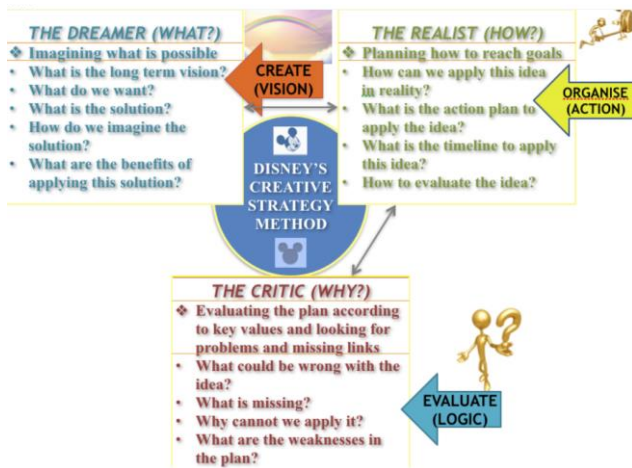 THE DREAMER (WHAT?)
❖ Imagining what is possible
• What is the long term vision?
• What do we want?
• What is the solution?
• How do we imagine the
solution?
• What are the benefits of
applying this solution?
CREATE
(VISION)
THE REALIST (HOW?)
❖ Planning how to reach goals
• How can we apply this idea
in reality?
• What is the action plan to
apply the idea?
• What is the timeline to apply
this idea?
• How to evaluate the idea?
ORGANISE
(ACTION)
DISNEY'S
CREATIVE
STRATEGY
METHOD
THE CRITIC (WHY?)
❖ Evaluating the plan according
to key values and looking for
problems and missing links
• What could be wrong with the
idea?
• What is missing?
• Why cannot we apply it?
• What are the weaknesses in
the plan?
EVALUATE
(LOGIC)